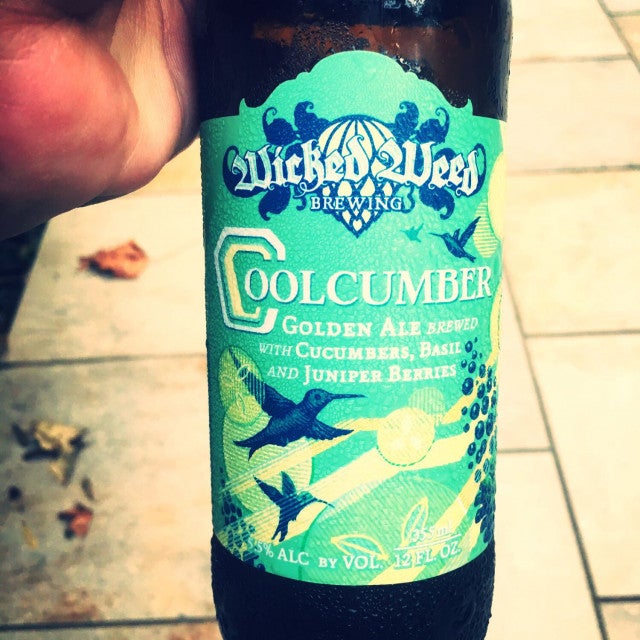 Wicked Weed
BREWING
COOLCUMBER
GOLDEN ALE BREWED
WITH CUCUMBERS, BASIL
AND JUNIPER BERRIES
5% ALC BY VOL.
12 FL OZ.